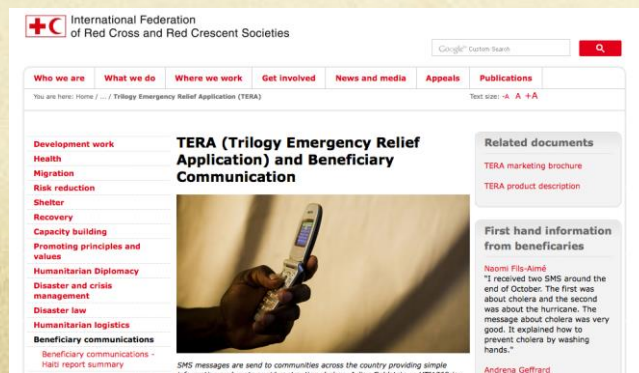 International Federation
of Red Cross and Red Crescent Societies
Google™ Custom Search
Who we are What we do Where we work Get involved News and media Appeals Publications
You are here: Home / ... / Trilogy Emergency Relief Application (TERA)
Text size: -A A +A
Development work
Health
Migration
Risk reduction
Shelter
Recovery
Capacity building
Promoting principles and
values
Humanitarian Diplomacy
Disaster and crisis
management
Disaster law
Humanitarian logistics
Beneficiary communications
Beneficiary communications -
Haiti report summary
TERA (Trilogy Emergency Relief
Application) and Beneficiary
Communication
SMS messages are send to communities across the country providing simple
Related documents
TERA marketing brochure
TERA product description
First hand information
from beneficaries
Naomi Fils-Aimé
"I received two SMS around the
end of October. The first was
about cholera and the second
was about the hurricane. The
message about cholera was very
good. It explained how to
prevent cholera by washing
hands."
Andrena Geffrard